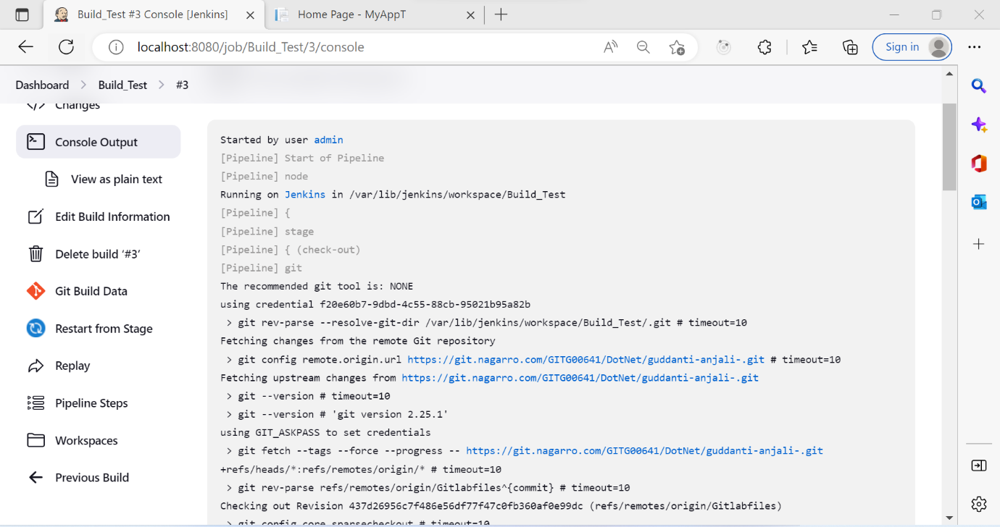 Build_Test #3 Console [Jenkins]
Home Page - MyAppT
localhost:8080/job/Build_Test/3/console
Sign in
Dashboard > Build_Test > #3
Changes
Console Output
View as plain text
Edit Build Information
Delete build ‘#3’
Git Build Data
Restart from Stage
Replay
Pipeline Steps
Workspaces
Previous Build
Started by user admin
[Pipeline] Start of Pipeline
[Pipeline] node
Running on Jenkins in /var/lib/jenkins/workspace/Build_Test
[Pipeline] {
[Pipeline] stage
[Pipeline] { (check-out)
[Pipeline] git
The recommended git tool is: NONE
using credential f20e60b7-9dbd-4c55-88cb-95021b95a82b
> git rev-parse --resolve-git-dir /var/lib/jenkins/workspace/Build_Test/.git # timeout=10
Fetching changes from the remote Git repository
> git config remote.origin.url https://git.nagarro.com/GITG00641/DotNet/guddanti-anjali-.git # timeout=10
Fetching upstream changes from https://git.nagarro.com/GITG00641/DotNet/guddanti-anjali-.git
> git --version # timeout=10
> git --version # 'git version 2.25.1'
using GIT_ASKPASS to set credentials
> git fetch --tags --force --progress -- https://git.nagarro.com/GITG00641/DotNet/guddanti-anjali-.git
+refs/heads/*:refs/remotes/origin/* # timeout=10
> git rev-parse refs/remotes/origin/Gitlabfiles^{commit} # timeout=10
Checking out Revision 437d26956c7f486e56df77f47c0fb360af0e99dc (refs/remotes/origin/Gitlabfiles)
> git config core.sparsecheckout # timeout=10